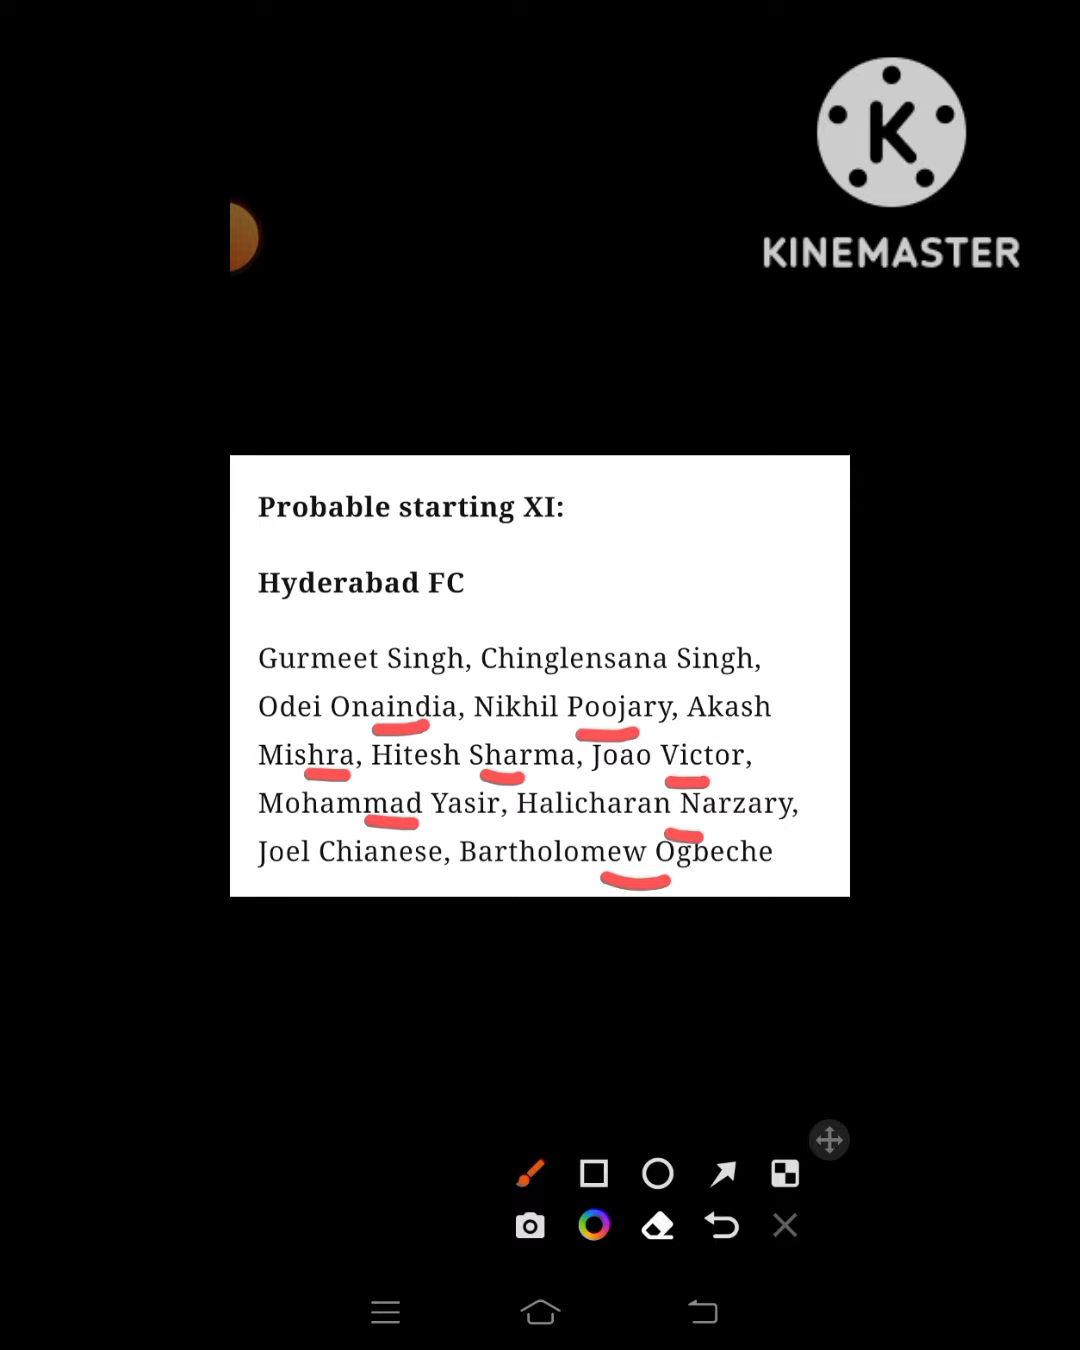 K
KINEMASTER
Probable starting XI:
Hyderabad FC
Gurmeet Singh, Chinglensana Singh,
Odei Onaindia, Nikhil Poojary, Akash
Mishra, Hitesh Sharma, Joao Victor,
Mohammad Yasir, Halicharan Narzary,
Joel Chianese, Bartholomew Ogbeche